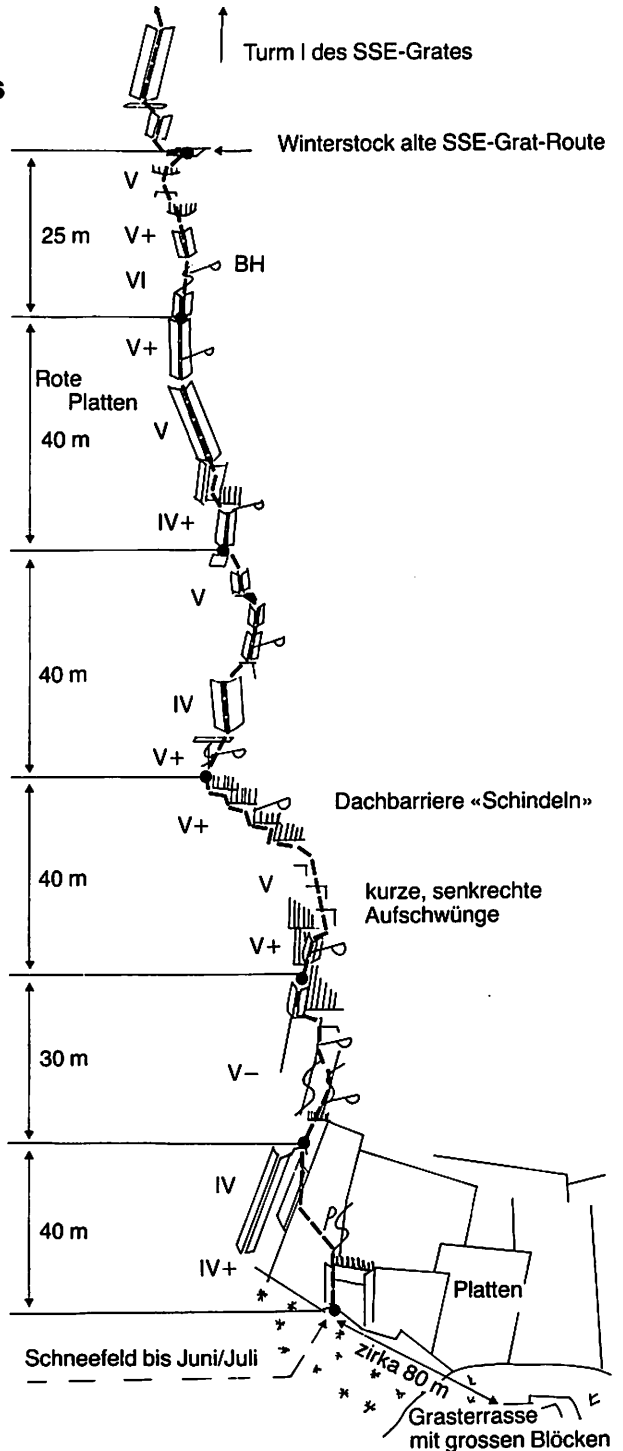 Turm I des SSE-Grates
s
Winterstock alte SSE-Grat-Route
V
25 m
V+
BH
VI
V+
Rote
Platten
40 m
V
IV+
V
40 m
IV
V+
Dachbarriere «Schindeln»
V+
40 m
V
kurze, senkrechte
Aufschwünge
V+
30 m
V–
IV
40 m
IV+
Platten
Schneefeld bis Juni/Juli
zirka 80 m
Grasterrasse
mit grossen Blöcken